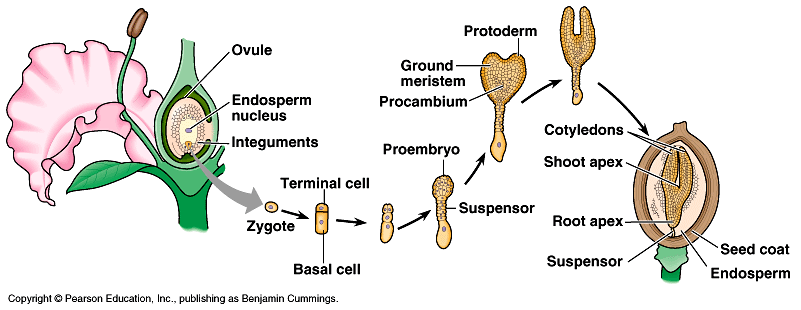 Ovule
Endosperm
nucleus
Integuments
Zygote
Terminal cell
Basal cell
Proembryo
Suspensor
Protoderm
Ground
meristem
Procambium
Cotyledons
Shoot apex
Root apex
Suspensor
Seed coat
Endosperm
Copyright © Pearson Education, Inc., publishing as Benjamin Cummings.